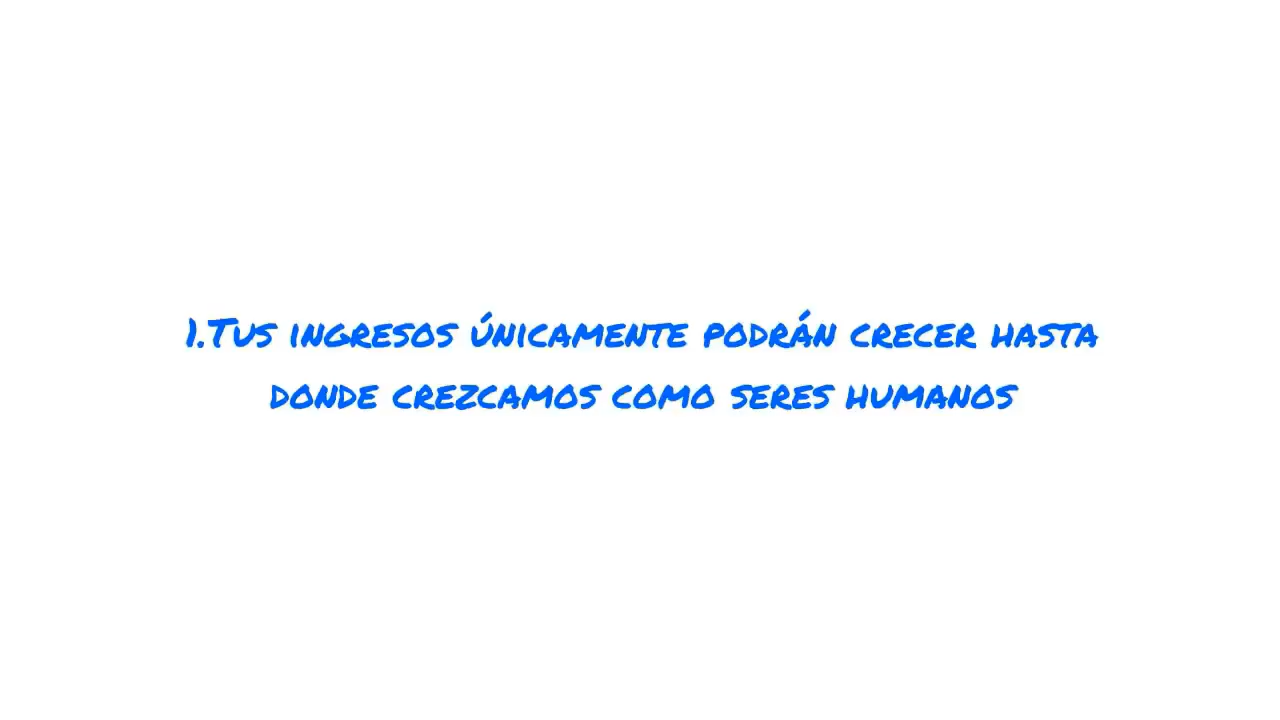 1.Tus ingresos únicamente podrán crecer hasta
donde crezcamos como seres humanos